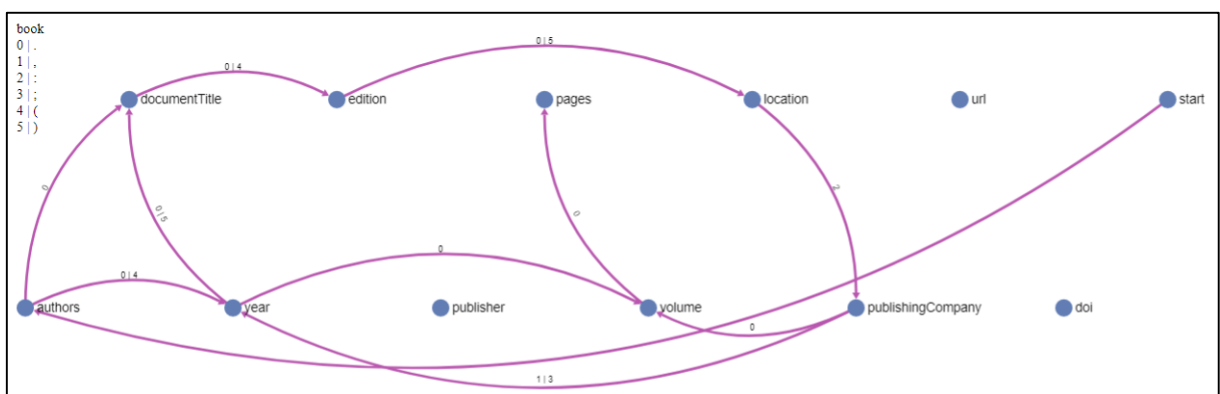 book
0 | .
1 | ,
2 | :
3 | ;
4 | (
5 | )
0 | 5
0 | 4
documentTitle
edition
pages
location
url
start
0
0 | 5
0
2
0 | 4
0
authors
year
publisher
volume
publishingCompany
doi
0
1 | 3